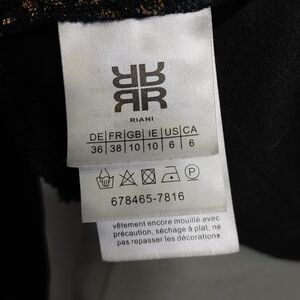 RIANI
DE FR GB IE US CA
36 38 10 10 6 6
P
678465-7816
vêtement encore mouillé avec
précaution, séchage à plat, ne
pas repasser les décorations.